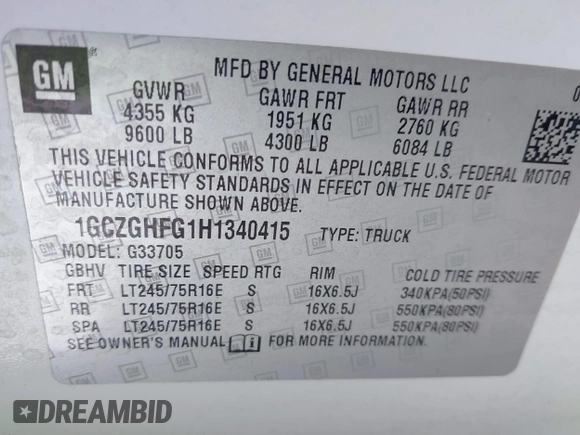 GM
MFD BY GENERAL MOTORS LLC
0
GVWR GAWR FRT GAWR RR
4355 KG 1951 KG 2760 KG
9600 LB 4300 LB 6084 LB
THIS VEHICLE CONFORMS TO ALL APPLICABLE U.S. FEDERAL MOTOR
VEHICLE SAFETY STANDARDS IN EFFECT ON THE DATE OF
MANUFACTURE SHOWN ABOVE.
1GCZGHFG1H1340415 TYPE: TRUCK
MODEL: G33705
GBHV TIRE SIZE SPEED RTG RIM COLD TIRE PRESSURE
FRT LT245/75R16E S 16X6.5J 340KPA(50PSI)
RR LT245/75R16E S 16X6.5J 550KPA(80PSI)
SPA LT245/75R16E S 16X6.5J 550KPA(80PSI)
SEE OWNER'S MANUAL i FOR MORE INFORMATION.
DREAMBID